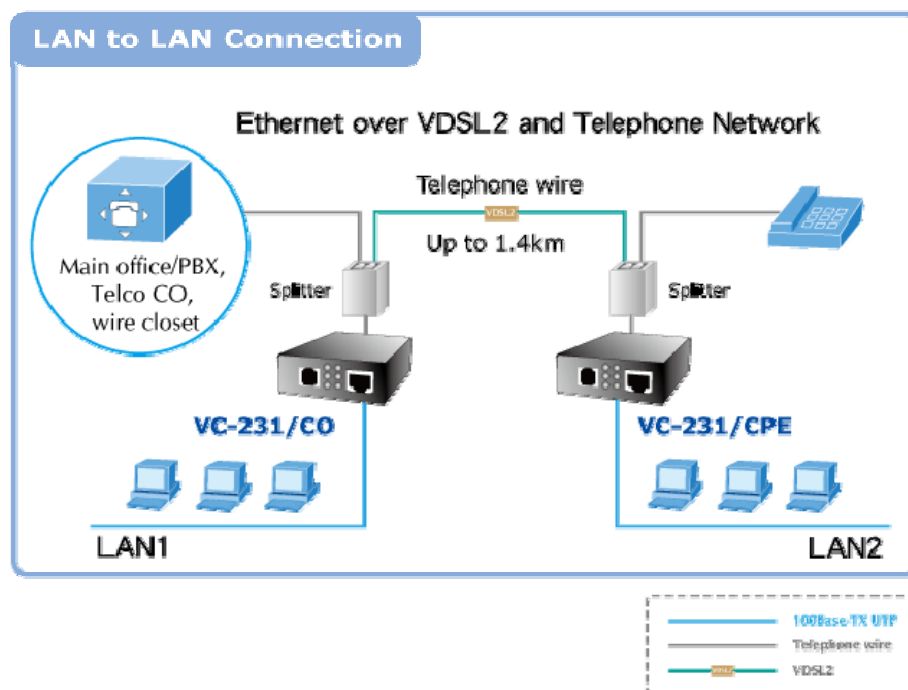 LAN to LAN Connection
Ethernet over VDSL2 and Telephone Network
Telephone wire
VDSL2
Up to 1.4km
Main office/PBX,
Telco CO,
wire closet
Splitter
Splitter
VC-231/CO
VC-231/CPE
LAN1
LAN2
100Base-TX UTP
Telephone wire
VDSL2
VDSL2